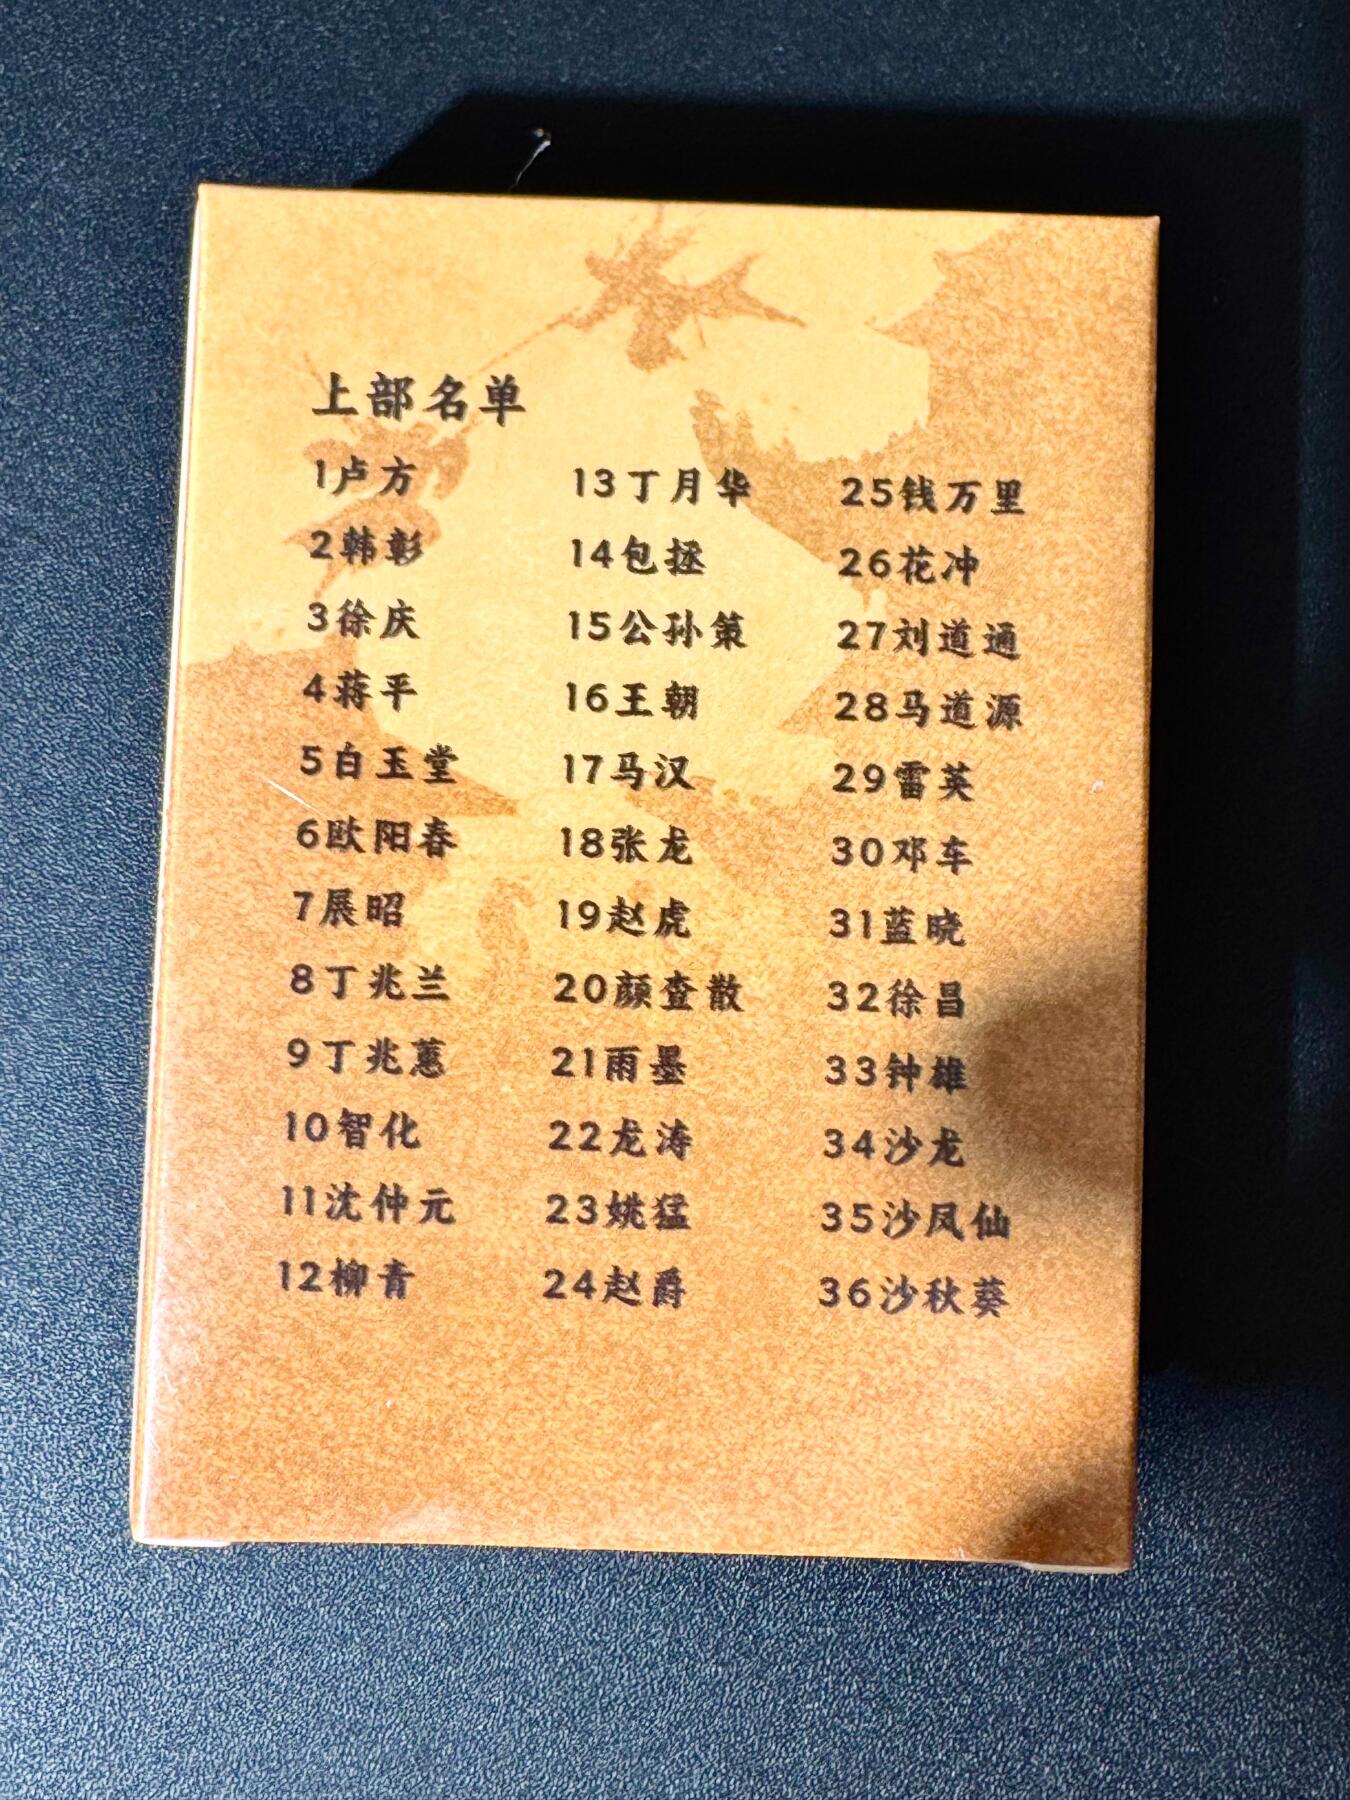 上部名单
1卢方
2韩彰
3徐庆
4蒋平
5白玉堂
6欧阳春
7展昭
8丁兆兰
9丁兆蕙
10智化
11沈仲元
12柳青
13丁月华
14包拯
15公孙策
16王朝
17马汉
18张龙
19赵虎
20颜查散
21雨墨
22龙涛
23姚猛
24赵爵
25钱万里
26花冲
27刘道通
28马道源
29雷英
30邓车
31蓝晓
32徐昌
33钟雄
34沙龙
35沙凤仙
36沙秋葵